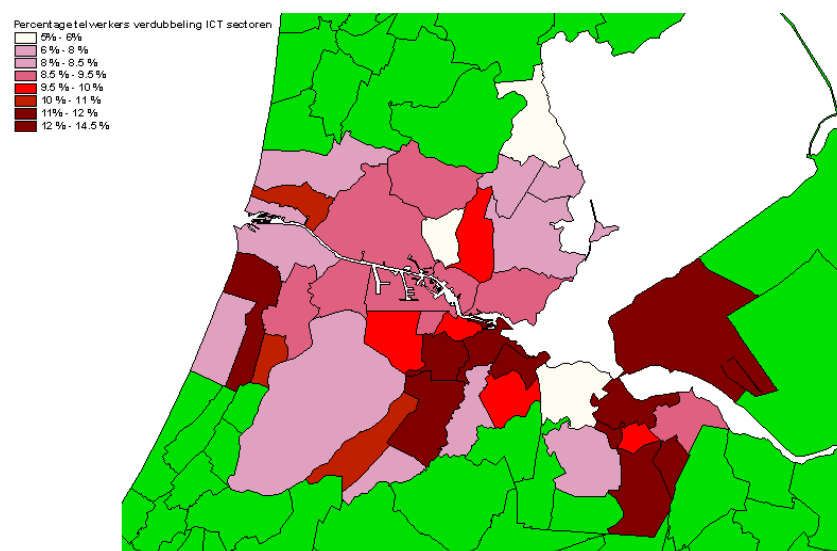 Percentage telwerkers verdubbeling ICT sectoren
5% - 6%
6 % - 8 %
8% - 8.5 %
8.5 % - 9.5 %
9.5 % - 10 %
10 % - 11 %
11% - 12 %
12 % - 14.5 %